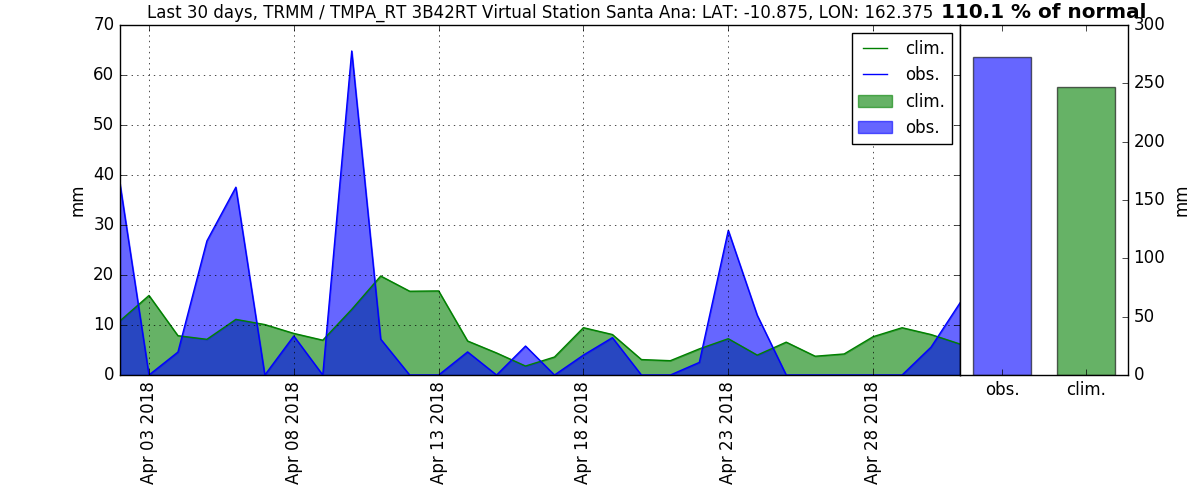 Last 30 days, TRMM / TMPA_RT 3B42RT Virtual Station Santa Ana: LAT: -10.875, LON: 162.375 110.1 % of normal
70
60
50
40
30
20
10
0
mm
clim.
obs.
clim.
obs.
300
250
200
150
100
50
0
mm
Apr 03 2018
Apr 08 2018
Apr 13 2018
Apr 18 2018
Apr 23 2018
Apr 28 2018
obs.
clim.